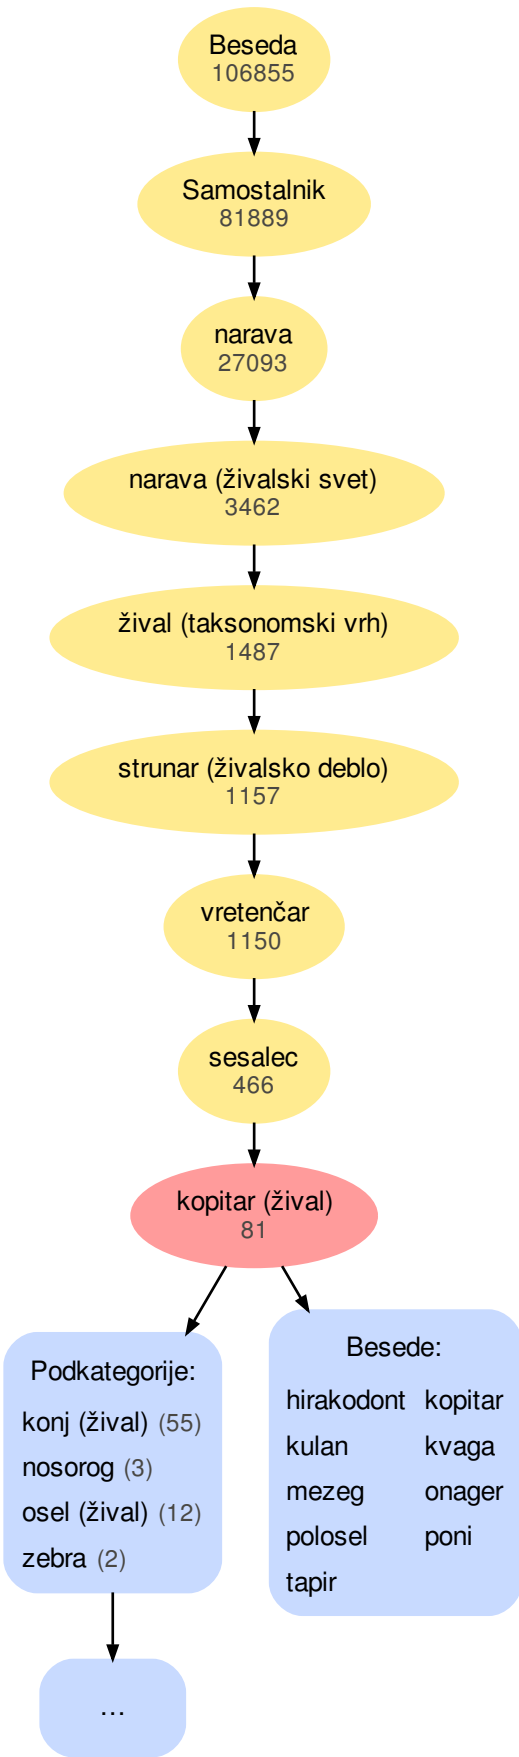 Beseda
106855
Samostalnik
81889
narava
27093
narava (živalski svet)
3462
žival (taksonomski vrh)
1487
strunar (živalsko deblo)
1157
vretenčar
1150
sesalec
466
kopitar (žival)
81
Podkategorije:
konj (žival) (55)
nosorog (3)
osel (žival) (12)
zebra (2)
...
Besede:
hirakodont kopitar
kulan kvaga
mezeg onager
polosel poni
tapir